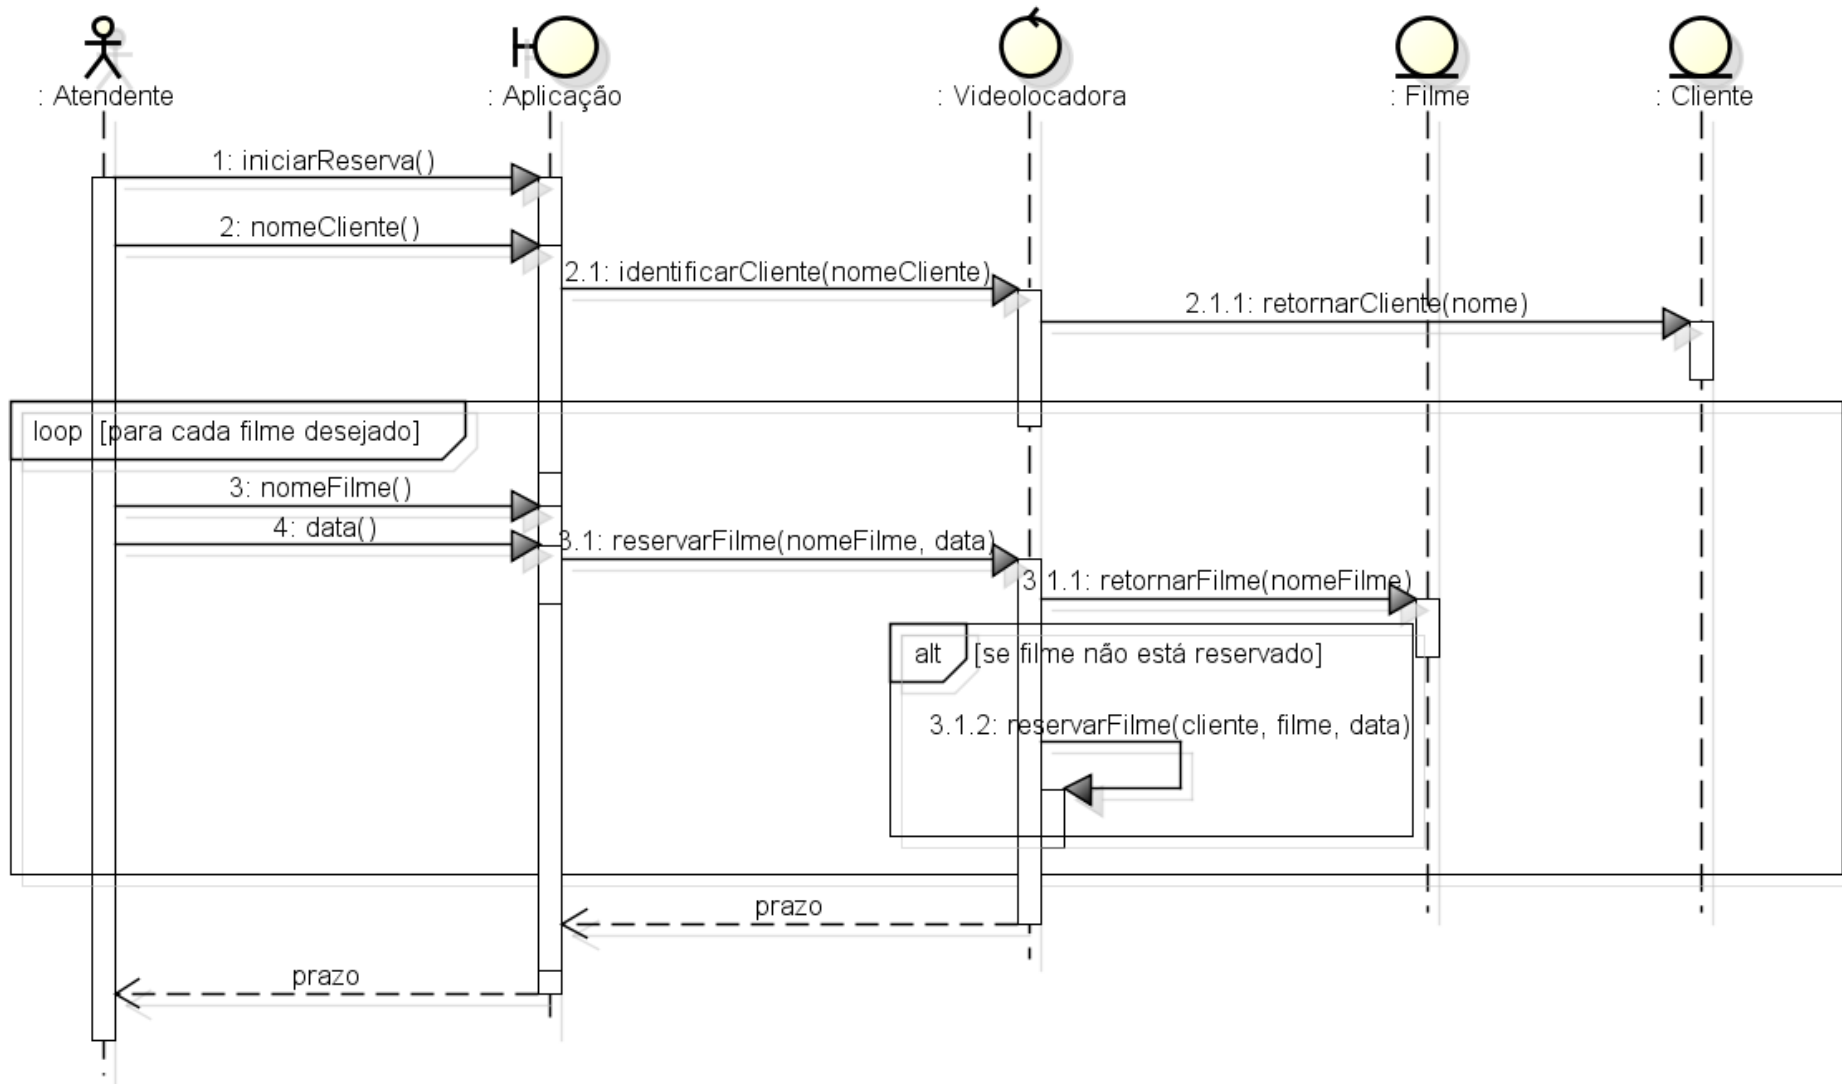 : Atendente
: Aplicação
: Videolocadora
: Filme
: Cliente
1: iniciarReserva()
2: nomeCliente()
2.1: identificarCliente(nomeCliente)
2.1.1: retornarCliente(nome)
loop [para cada filme desejado]
3: nomeFilme()
4: data()
3.1: reservarFilme(nomeFilme, data)
3.1.1: retornarFilme(nomeFilme)
alt [se filme não está reservado]
3.1.2: reservarFilme(cliente, filme, data)
prazo
prazo